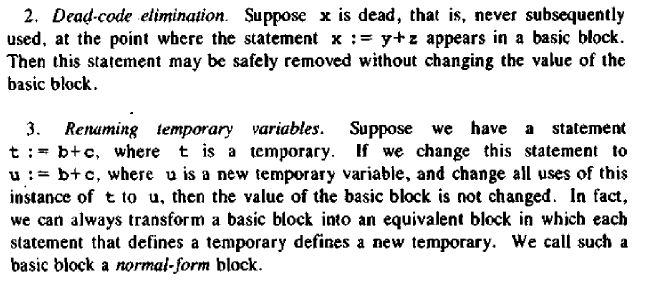 2. Dead-code elimination. Suppose x is dead, that is, never subsequently
used, at the point where the statement x := y+z appears in a basic block.
Then this statement may be safely removed without changing the value of the
basic block.
3. Renaming temporary variables. Suppose we have a statement
t := b+c, where t is a temporary. If we change this statement to
u := b+c, where u is a new temporary variable, and change all uses of this
instance of t to u, then the value of the basic block is not changed. In fact,
we can always transform a basic block into an equivalent block in which each
statement that defines a temporary defines a new temporary. We call such a
basic block a normal-form block.